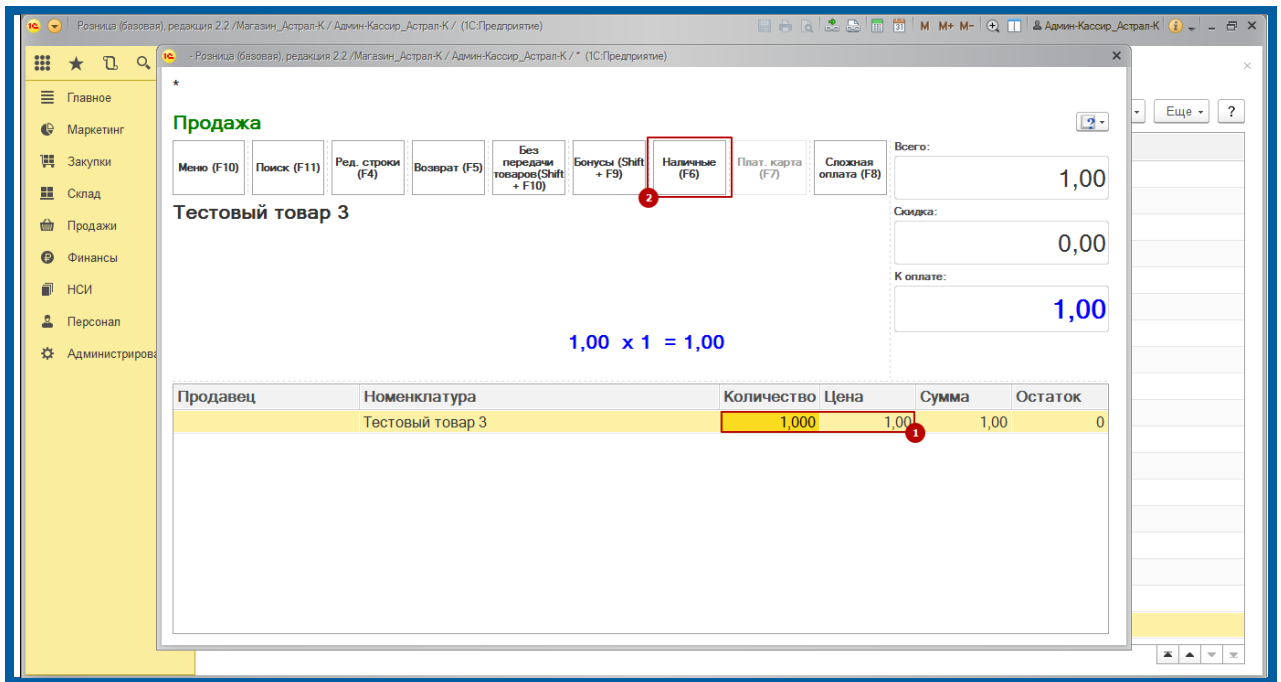 Розница (базовая), редакция 2.2 /Магазин_Астрал-К / Админ-Кассир_Астрал-К / (1С:Предприятие)
31 M M+ M- Админ-Кассир_Астрал-К
- Розница (базовая), редакция 2.2 /Магазин_Астрал-К / Админ-Кассир_Астрал-К / * (1С:Предприятие)
*
Главное
Маркетинг
Закупки
Склад
Продажи
Финансы
НСИ
Персонал
Администрирова
Еще
?
Продажа
?
Меню (F10)
Поиск (F11)
Ред. строки
(F4)
Возврат (F5)
Без
передачи
товаров(Shift
+ F10)
Бонусы (Shift
+ F9)
Наличные
(F6)
2
Плат. карта
(F7)
Сложная
оплата (F8)
Всего:
1,00
Тестовый товар 3
Скидка:
0,00
К оплате:
1,00
1,00 x 1 = 1,00
Продавец Номенклатура Количество Цена Сумма Остаток
Тестовый товар 3 1,000 1,00 1,00 0
1